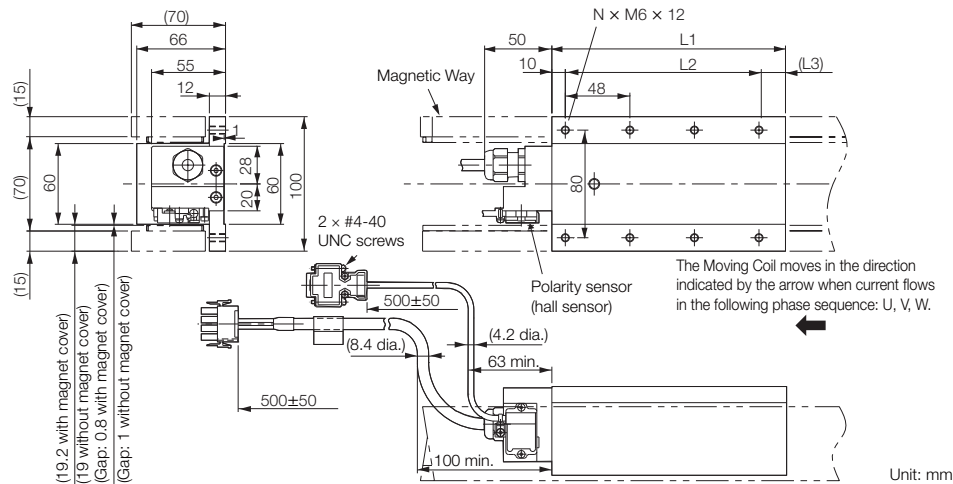 (70)
66
55
12
(15)
(70)
60
(15)
1
28
20
60
100
(19.2 with magnet cover)
(19 without magnet cover)
(Gap: 0.8 with magnet cover)
(Gap: 1 without magnet cover)
N × M6 × 12
50
L1
10
L2
(L3)
48
Magnetic Way
80
2 × #4-40
UNC screws
Polarity sensor
(hall sensor)
The Moving Coil moves in the direction
indicated by the arrow when current flows
in the following phase sequence: U, V, W.
500±50
(4.2 dia.)
(8.4 dia.)
63 min.
500±50
100 min.
Unit: mm